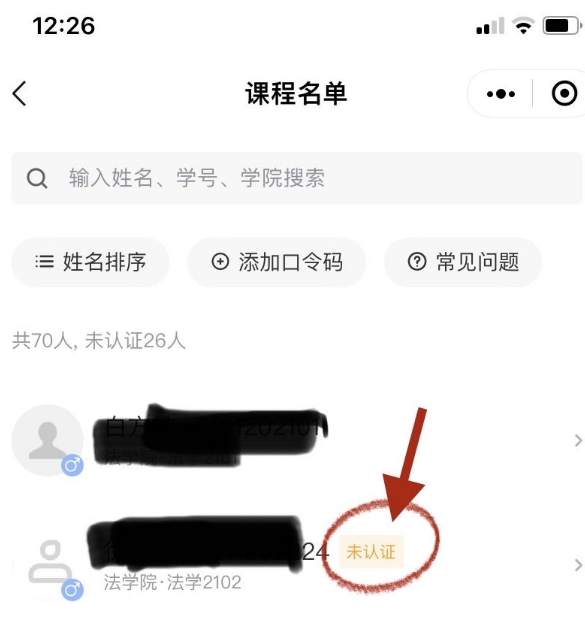 12:26
课程名单
输入姓名、学号、学院搜索
姓名排序
添加口令码
常见问题
共70人, 未认证26人
24 未认证
法学院·法学2102